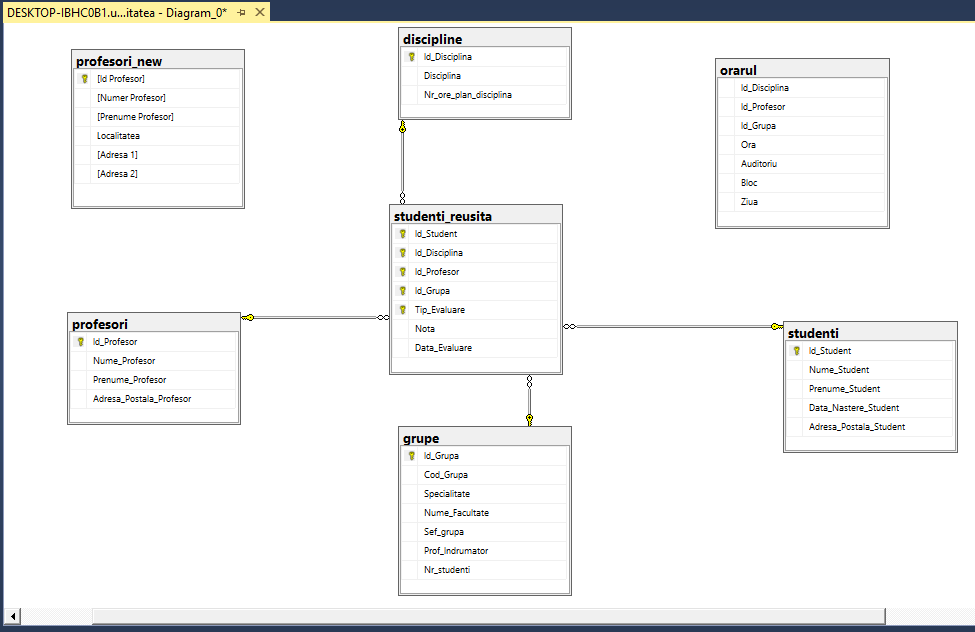 DESKTOP-IBHC0B1.u...itatea - Diagram_0*
profesori_new
[Id Profesor]
[Numer Profesor]
[Prenume Profesor]
Localitatea
[Adresa 1]
[Adresa 2]
discipline
Id_Disciplina
Disciplina
Nr_ore_plan_disciplina
orarul
Id_Disciplina
Id_Profesor
Id_Grupa
Ora
Auditoriu
Bloc
Ziua
studenti_reusita
Id_Student
Id_Disciplina
Id_Profesor
Id_Grupa
Tip_Evaluare
Nota
Data_Evaluare
profesori
Id_Profesor
Nume_Profesor
Prenume_Profesor
Adresa_Postala_Profesor
studenti
Id_Student
Nume_Student
Prenume_Student
Data_Nastere_Student
Adresa_Postala_Student
grupe
Id_Grupa
Cod_Grupa
Specialitate
Nume_Facultate
Sef_grupa
Prof_Indrumator
Nr_studenti